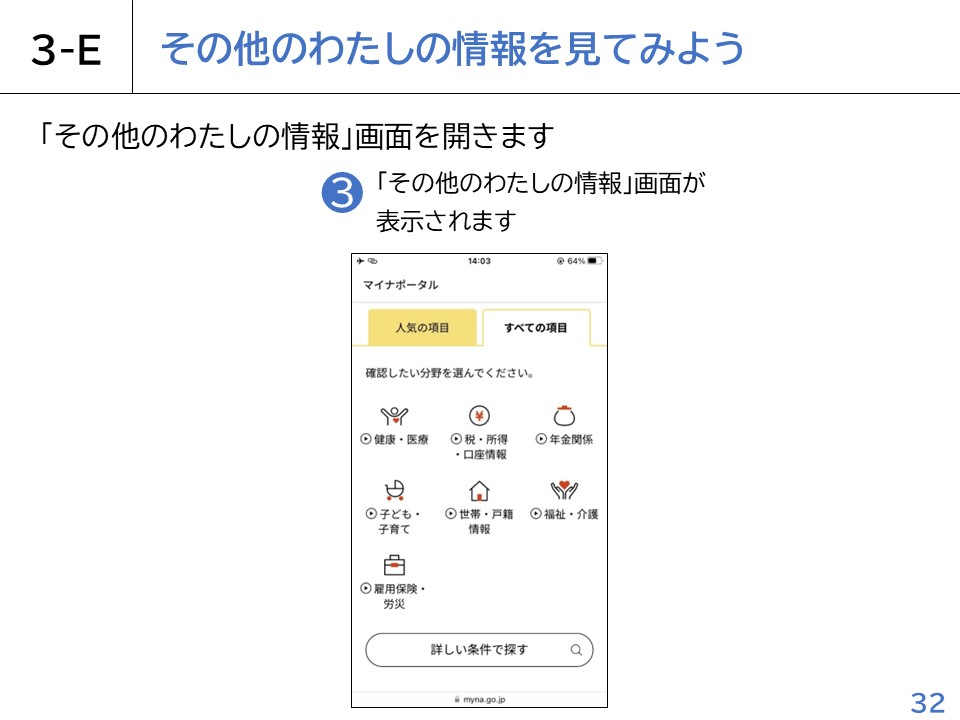 3-E
その他のわたしの情報を見てみよう
「その他のわたしの情報」画面を開きます
3
「その他のわたしの情報」画面が
表示されます
14:03
64%
マイナポータル
人気の項目
すべての項目
確認したい分野を選んでください。
健康・医療
税・所得
・口座情報
年金関係
子ども・
子育て
世帯・戸籍
情報
福祉・介護
雇用保険・
労災
詳しい条件で探す
myna.go.jp
32